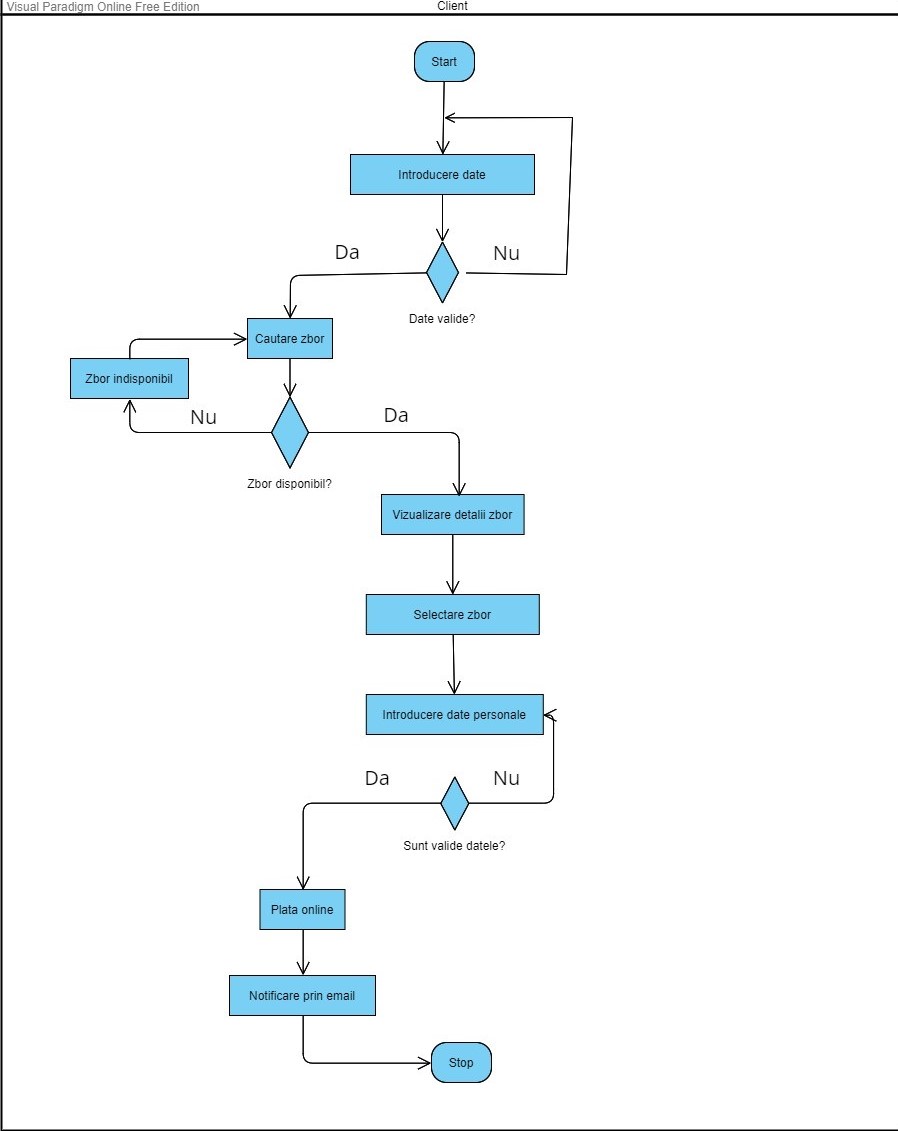 Visual Paradigm Online Free Edition
Client
Start
Introducere date
Da
Nu
Date valide?
Cautare zbor
Zbor indisponibil
Nu
Da
Zbor disponibil?
Vizualizare detalii zbor
Selectare zbor
Introducere date personale
Da
Nu
Sunt valide datele?
Plata online
Notificare prin email
Stop